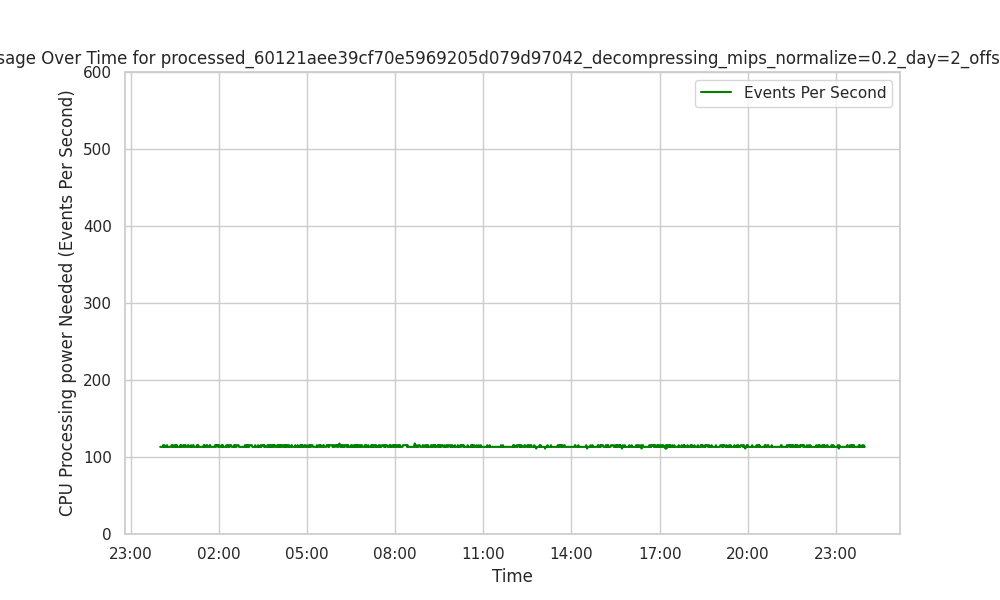 sage Over Time for processed_60121aee39cf70e5969205d079d97042_decompressing_mips_normalize=0.2_day=2_offs
Events Per Second
CPU Processing power Needed (Events Per Second)
600
500
400
300
200
100
0
23:00 02:00 05:00 08:00 11:00 14:00 17:00 20:00 23:00
Time